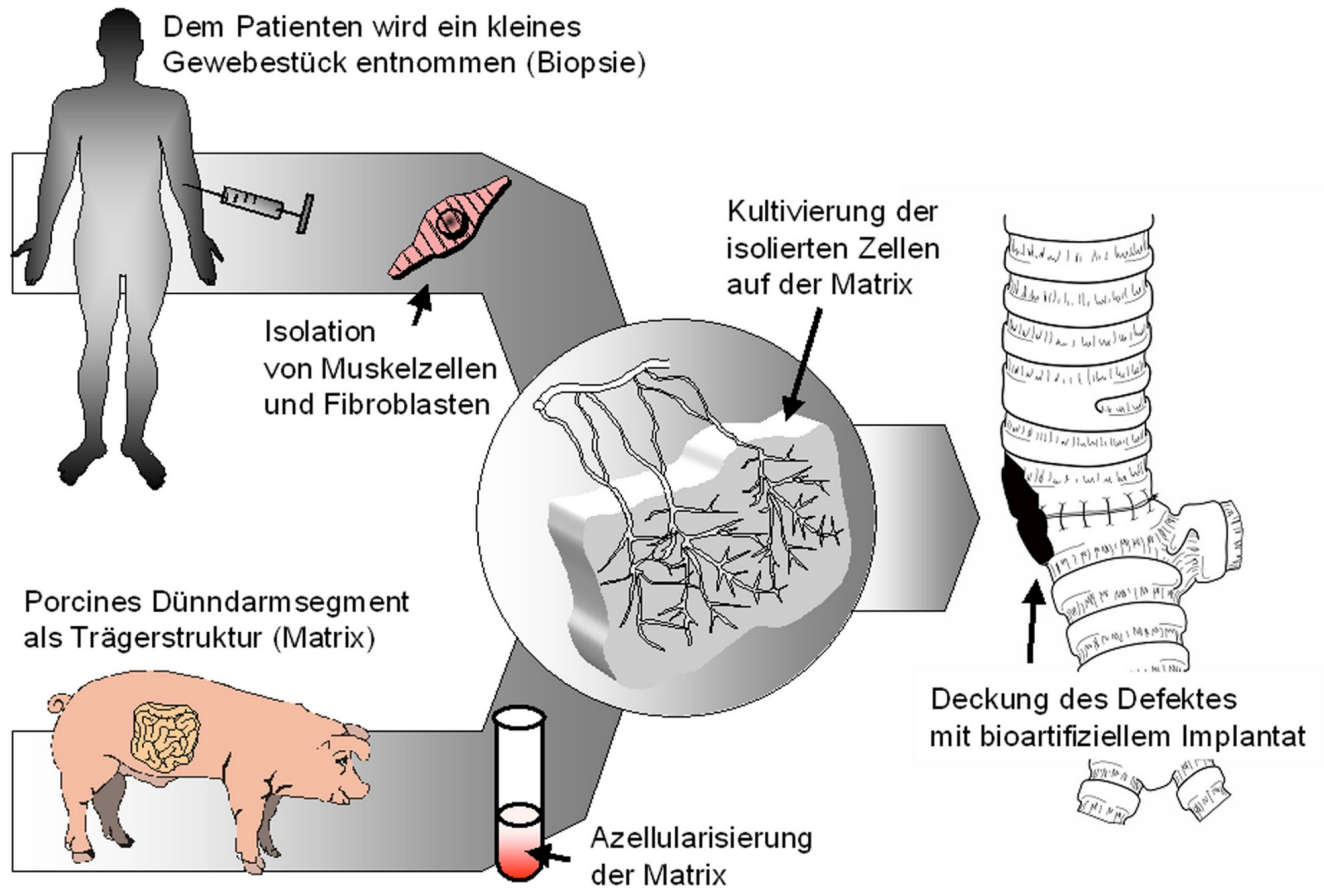 Dem Patienten wird ein kleines
Gewebestück entnommen (Biopsie)
Isolation
von Muskelzellen
und Fibroblasten
Kultivierung der
isolierten Zellen
auf der Matrix
Porcines Dünndarmsegment
als Trägerstruktur (Matrix)
Azellularisierung
der Matrix
Deckung des Defektes
mit bioartifiziellem Implantat